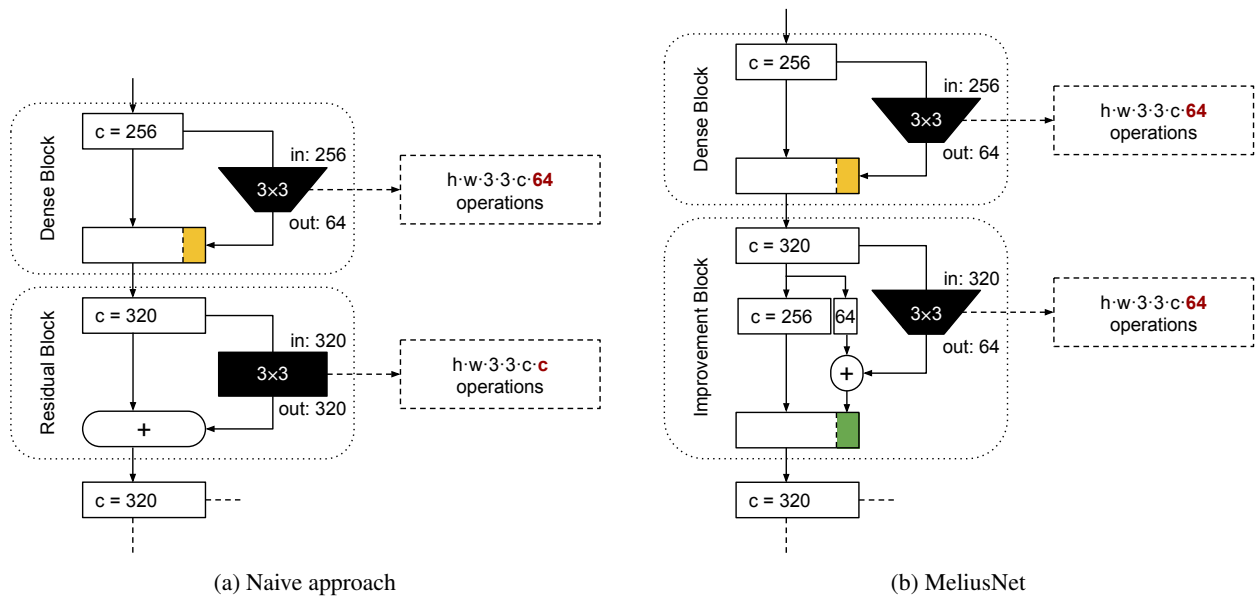 Dense Block
c = 256
in: 256
3×3
out: 64
h·w·3·3·c·64
operations
Residual Block
c = 320
in: 320
3×3
out: 320
h·w·3·3·c·c
operations
+
c = 320
(a) Naive approach
Dense Block
c = 256
in: 256
3×3
out: 64
h·w·3·3·c·64
operations
Improvement Block
c = 320
in: 320
c = 256
64
3×3
out: 64
h·w·3·3·c·64
operations
+
c = 320
(b) MeliusNet